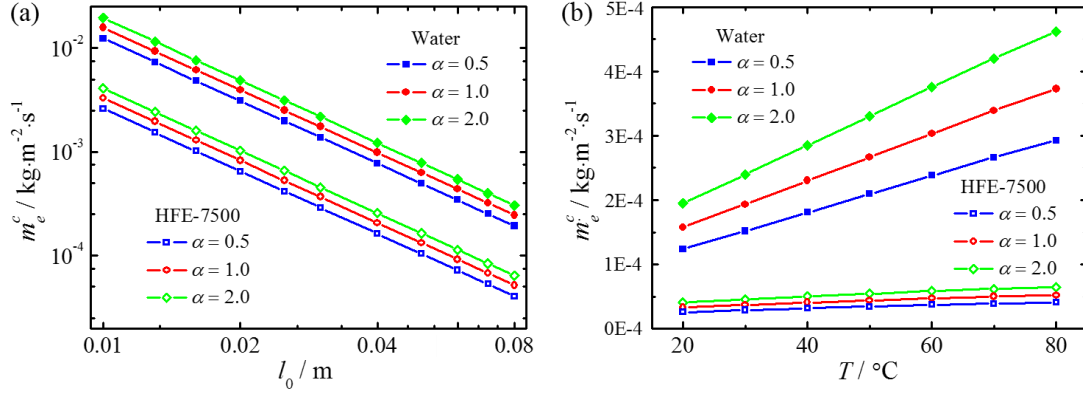 (a)
10⁻²
10⁻³
10⁻⁴
ṁₑᶜ / kg·m⁻²·s⁻¹
Water
α = 0.5
α = 1.0
α = 2.0
HFE-7500
α = 0.5
α = 1.0
α = 2.0
0.01 0.02 0.04 0.08
l₀ / m
(b)
5E-4
4E-4
3E-4
2E-4
1E-4
0E-4
ṁₑᶜ / kg·m⁻²·s⁻¹
Water
α = 0.5
α = 1.0
α = 2.0
HFE-7500
α = 0.5
α = 1.0
α = 2.0
20 40 60 80
T / °C